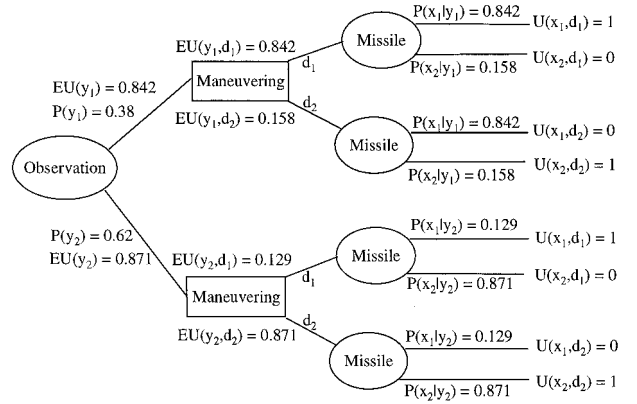 P(x₁|y₁) = 0.842
U(x₁,d₁) = 1
Missile
EU(y₁,d₁) = 0.842
d₁
P(x₂|y₁) = 0.158
U(x₂,d₁) = 0
Maneuvering
EU(y₁) = 0.842
P(y₁) = 0.38
d₂
EU(y₁,d₂) = 0.158
P(x₁|y₁) = 0.842
U(x₁,d₂) = 0
Missile
P(x₂|y₁) = 0.158
U(x₂,d₂) = 1
Observation
P(y₂) = 0.62
EU(y₂) = 0.871
P(x₁|y₂) = 0.129
U(x₁,d₁) = 1
Missile
EU(y₂,d₁) = 0.129
d₁
P(x₂|y₂) = 0.871
U(x₂,d₁) = 0
Maneuvering
d₂
EU(y₂,d₂) = 0.871
P(x₁|y₂) = 0.129
U(x₁,d₂) = 0
Missile
P(x₂|y₂) = 0.871
U(x₂,d₂) = 1